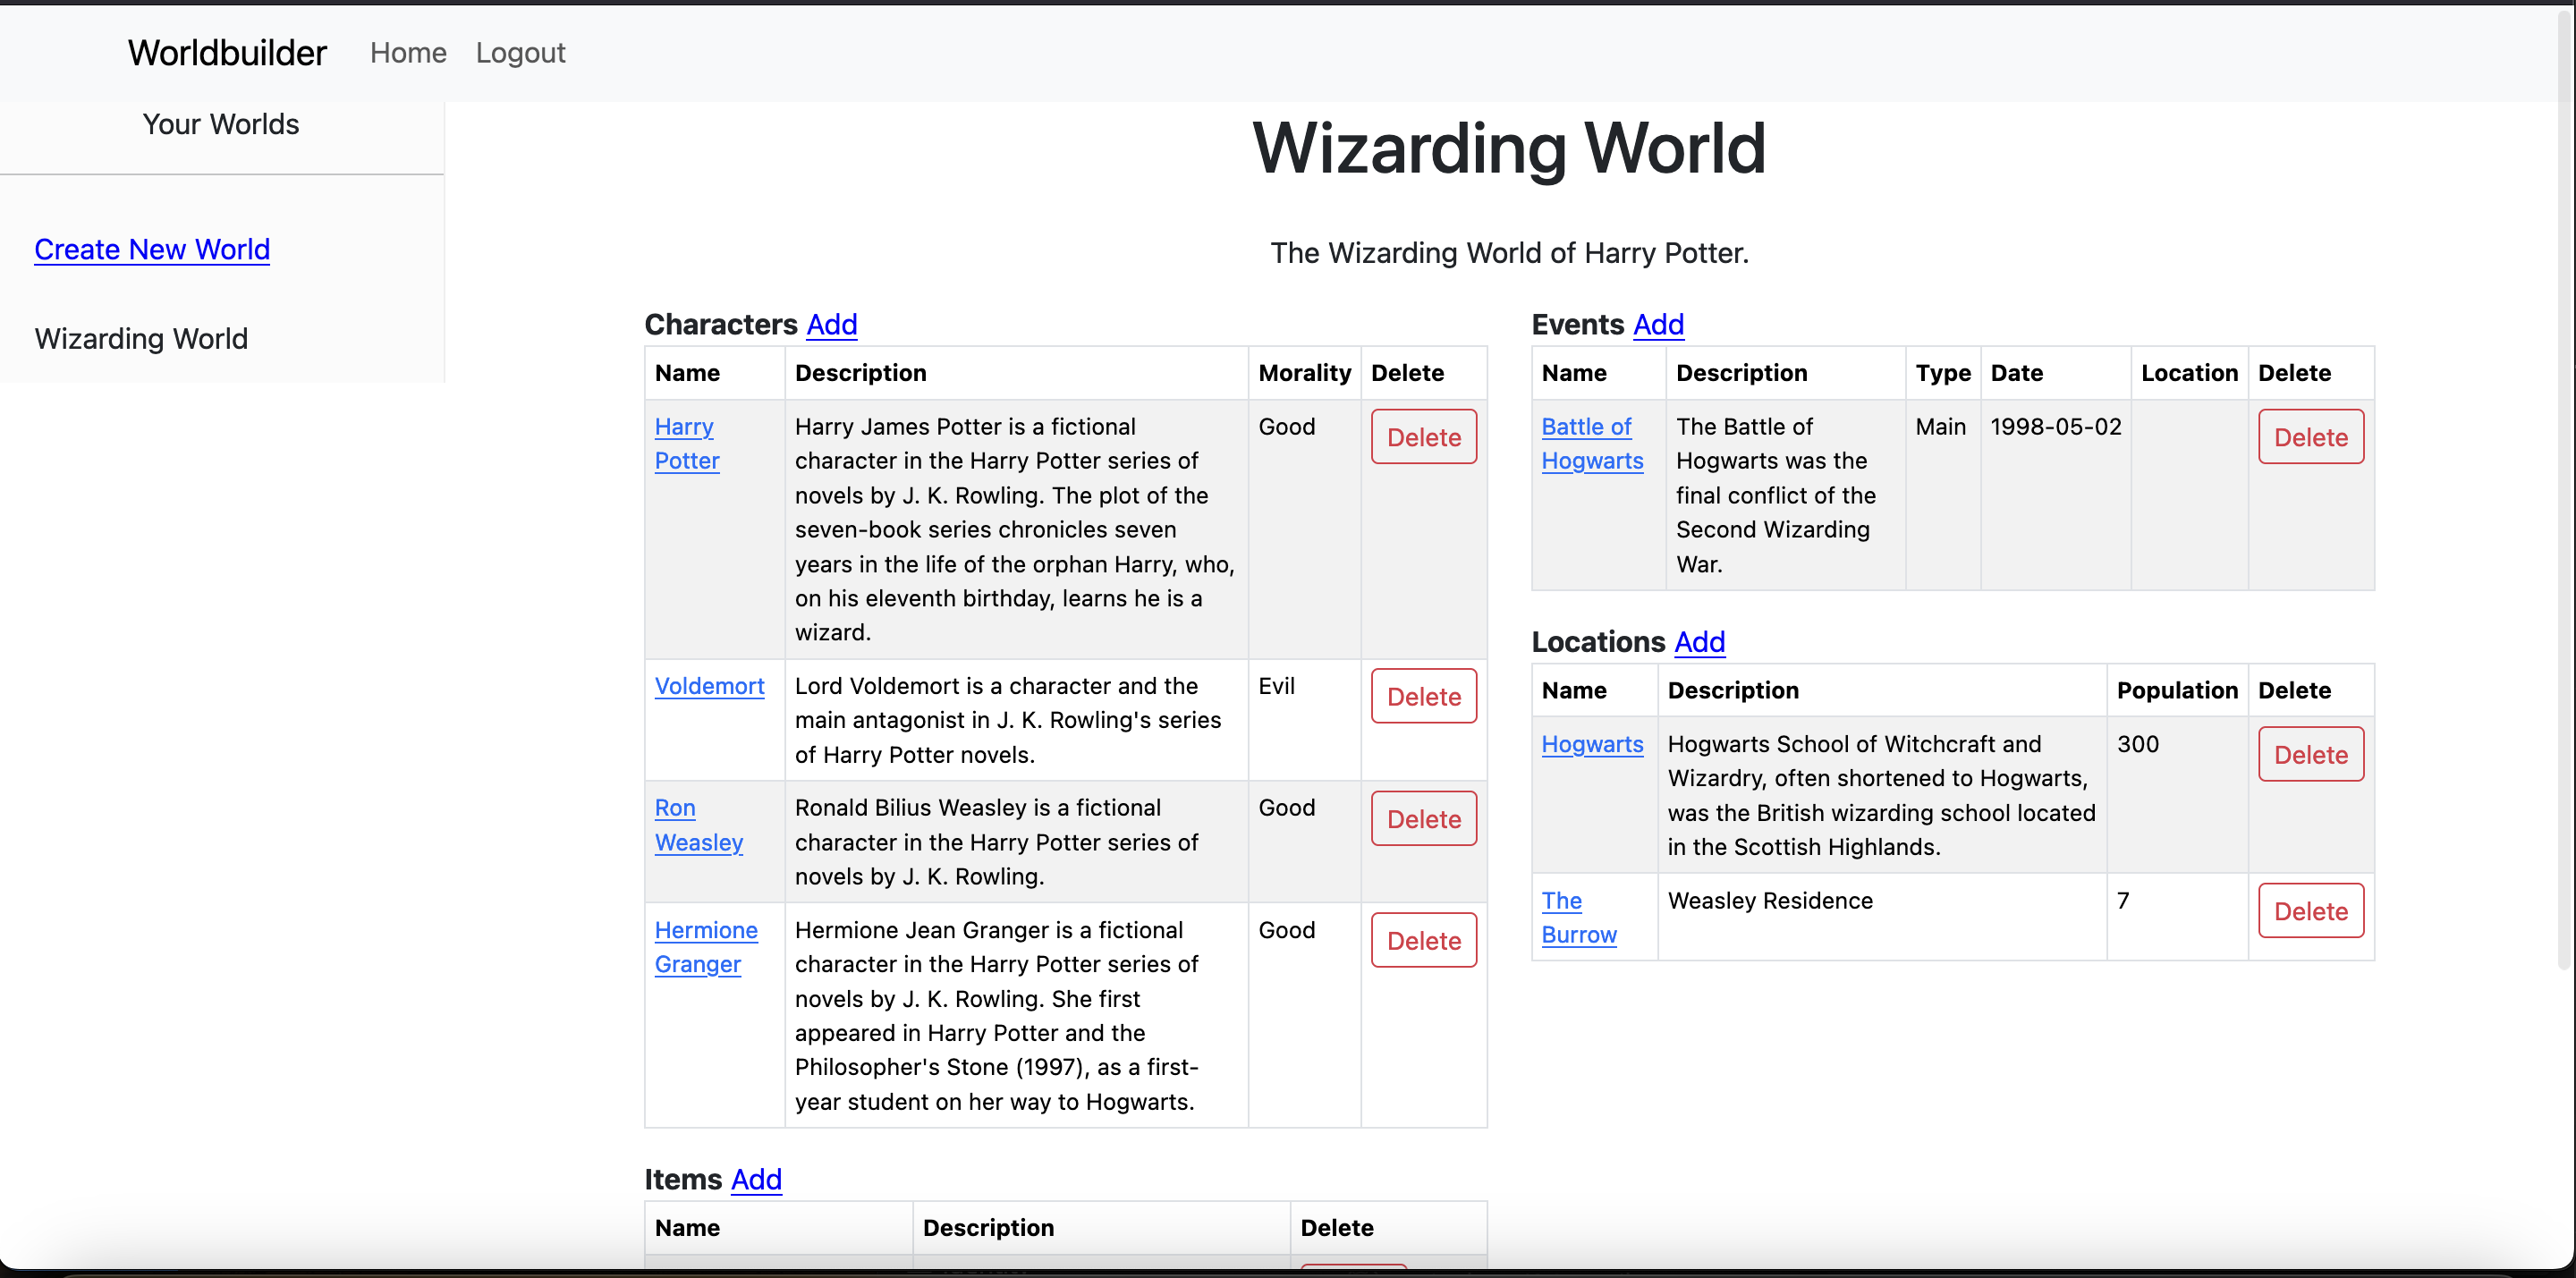 Worldbuilder Home Logout
Your Worlds
Create New World
Wizarding World
Wizarding World
The Wizarding World of Harry Potter.
Characters Add
Name Description Morality Delete
Harry
Potter
Harry James Potter is a fictional
character in the Harry Potter series of
novels by J. K. Rowling. The plot of the
seven-book series chronicles seven
years in the life of the orphan Harry, who,
on his eleventh birthday, learns he is a
wizard.
Good
Delete
Voldemort
Lord Voldemort is a character and the
main antagonist in J. K. Rowling's series
of Harry Potter novels.
Evil
Delete
Ron
Weasley
Ronald Bilius Weasley is a fictional
character in the Harry Potter series of
novels by J. K. Rowling.
Good
Delete
Hermione
Granger
Hermione Jean Granger is a fictional
character in the Harry Potter series of
novels by J. K. Rowling. She first
appeared in Harry Potter and the
Philosopher's Stone (1997), as a first-
year student on her way to Hogwarts.
Good
Delete
Items Add
Name Description Delete
Events Add
Name Description Type Date Location Delete
Battle of
Hogwarts
The Battle of
Hogwarts was the
final conflict of the
Second Wizarding
War.
Main
1998-05-02
Delete
Locations Add
Name Description Population Delete
Hogwarts
Hogwarts School of Witchcraft and
Wizardry, often shortened to Hogwarts,
was the British wizarding school located
in the Scottish Highlands.
300
Delete
The
Burrow
Weasley Residence
7
Delete